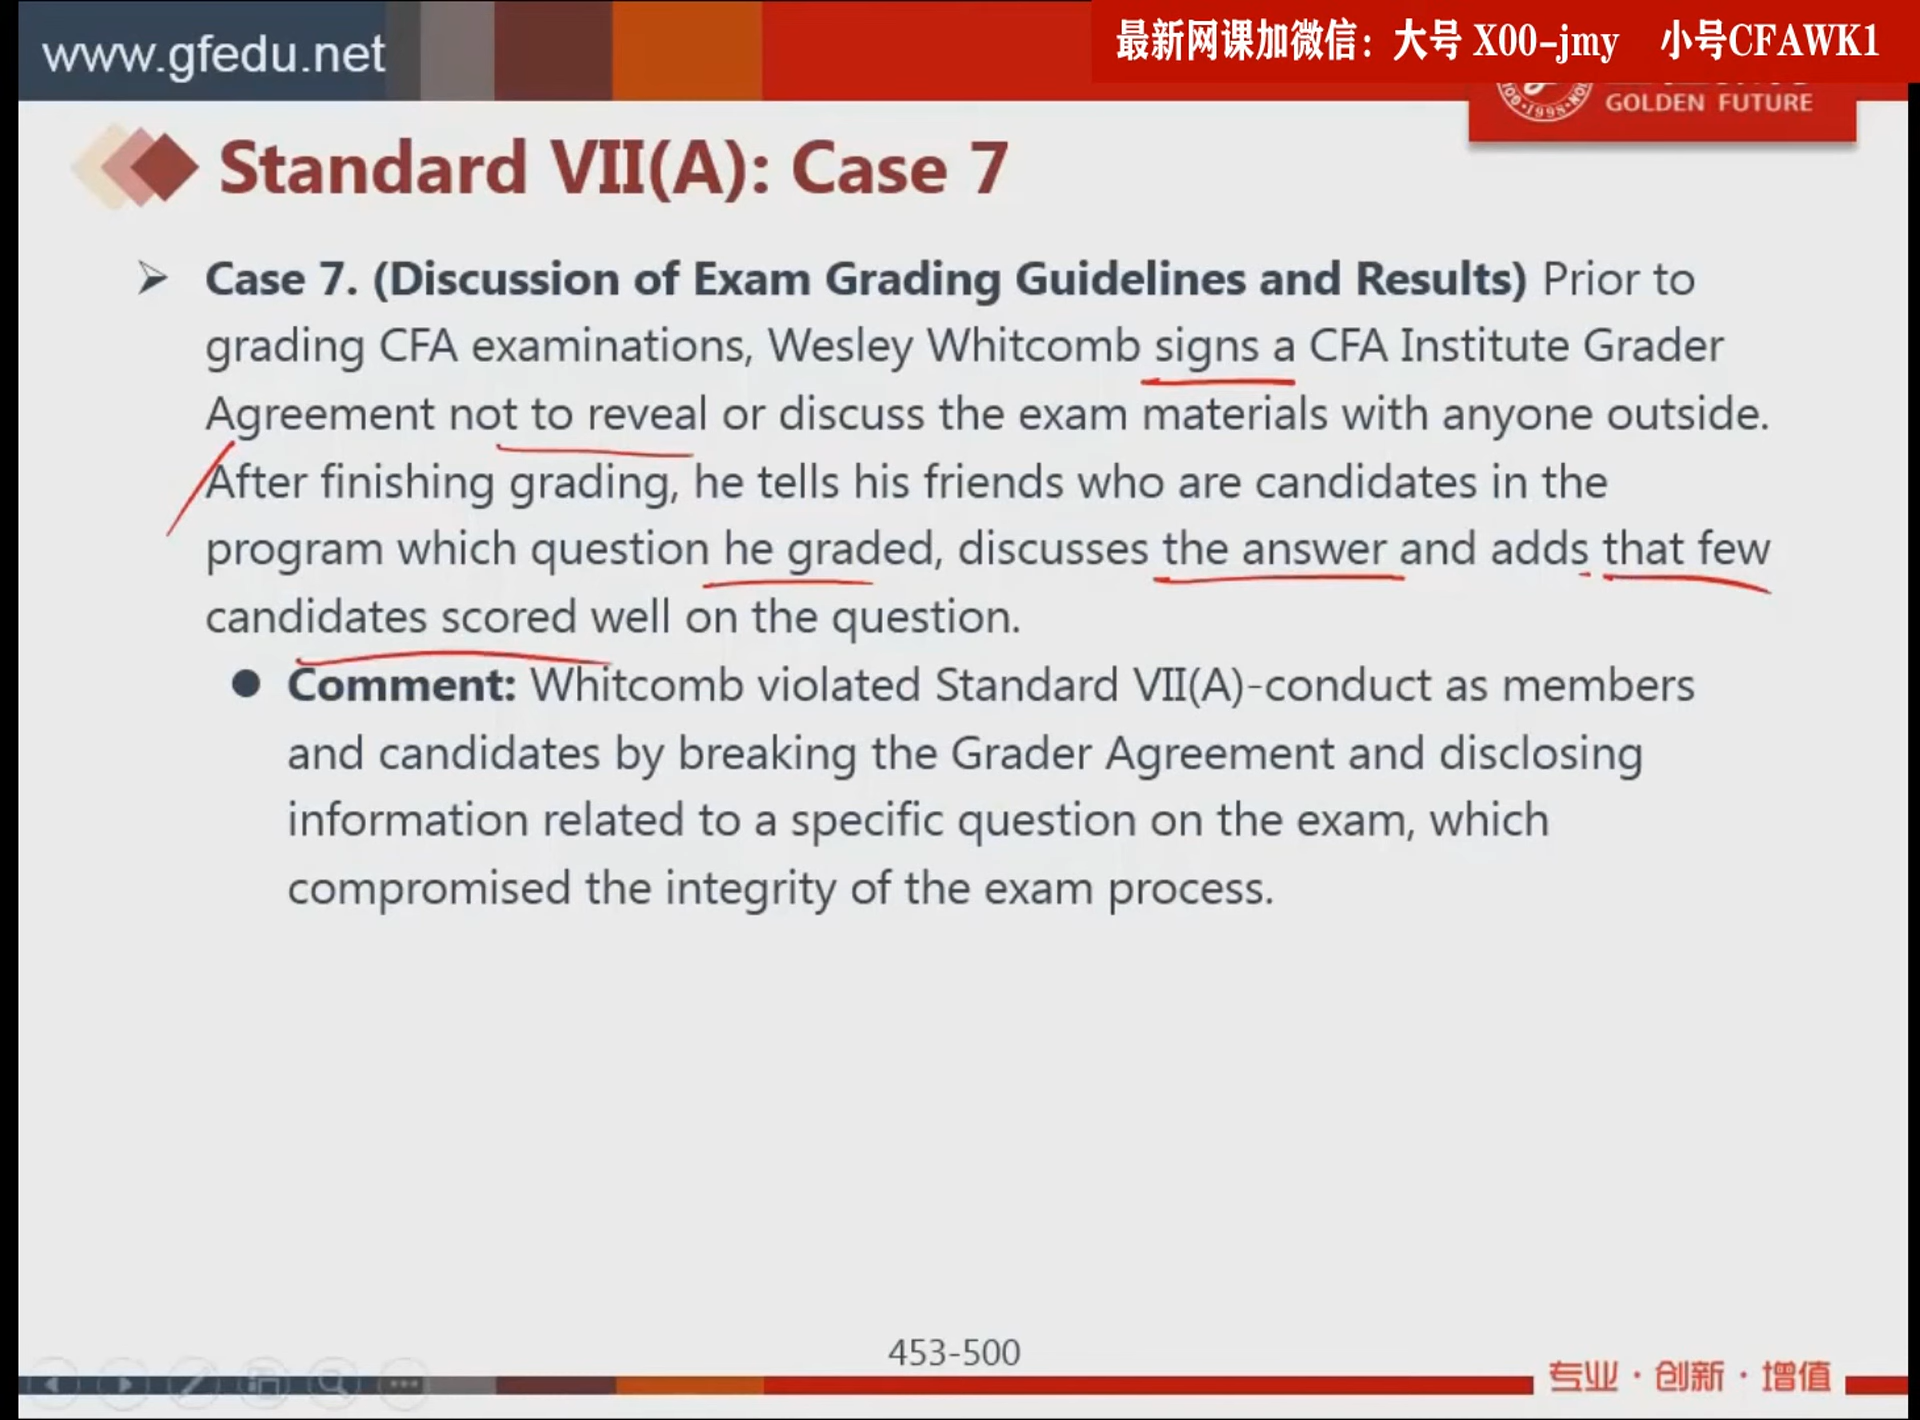 www.gfedu.net
最新网课加微信：大号 X00-jmy 小号CFAWK1
GOLDEN FUTURE
Standard VII(A): Case 7
➢ Case 7. (Discussion of Exam Grading Guidelines and Results) Prior to
grading CFA examinations, Wesley Whitcomb signs a CFA Institute Grader
Agreement not to reveal or discuss the exam materials with anyone outside.
After finishing grading, he tells his friends who are candidates in the
program which question he graded, discusses the answer and adds that few
candidates scored well on the question.
● Comment: Whitcomb violated Standard VII(A)-conduct as members
and candidates by breaking the Grader Agreement and disclosing
information related to a specific question on the exam, which
compromised the integrity of the exam process.
453-500
专业·创新·增值